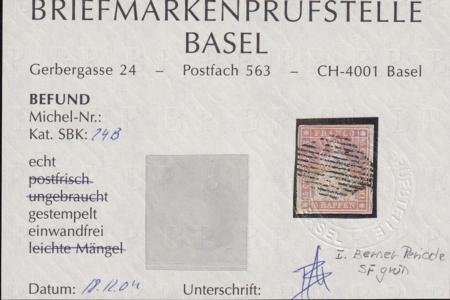 BRIEFMARKENPRÜFSTELLE
BASEL
Gerbergasse 24 – Postfach 563 – CH-4001 Basel
BEFUND
Michel-Nr.:
Kat. SBK: 24B
echt
postfrisch
ungebraucht
gestempelt
einwandfrei
leichte Mängel
FRANCO
RAPPEN
I. Berner Periode
SF grün
Datum: 18.12.04 Unterschrift: